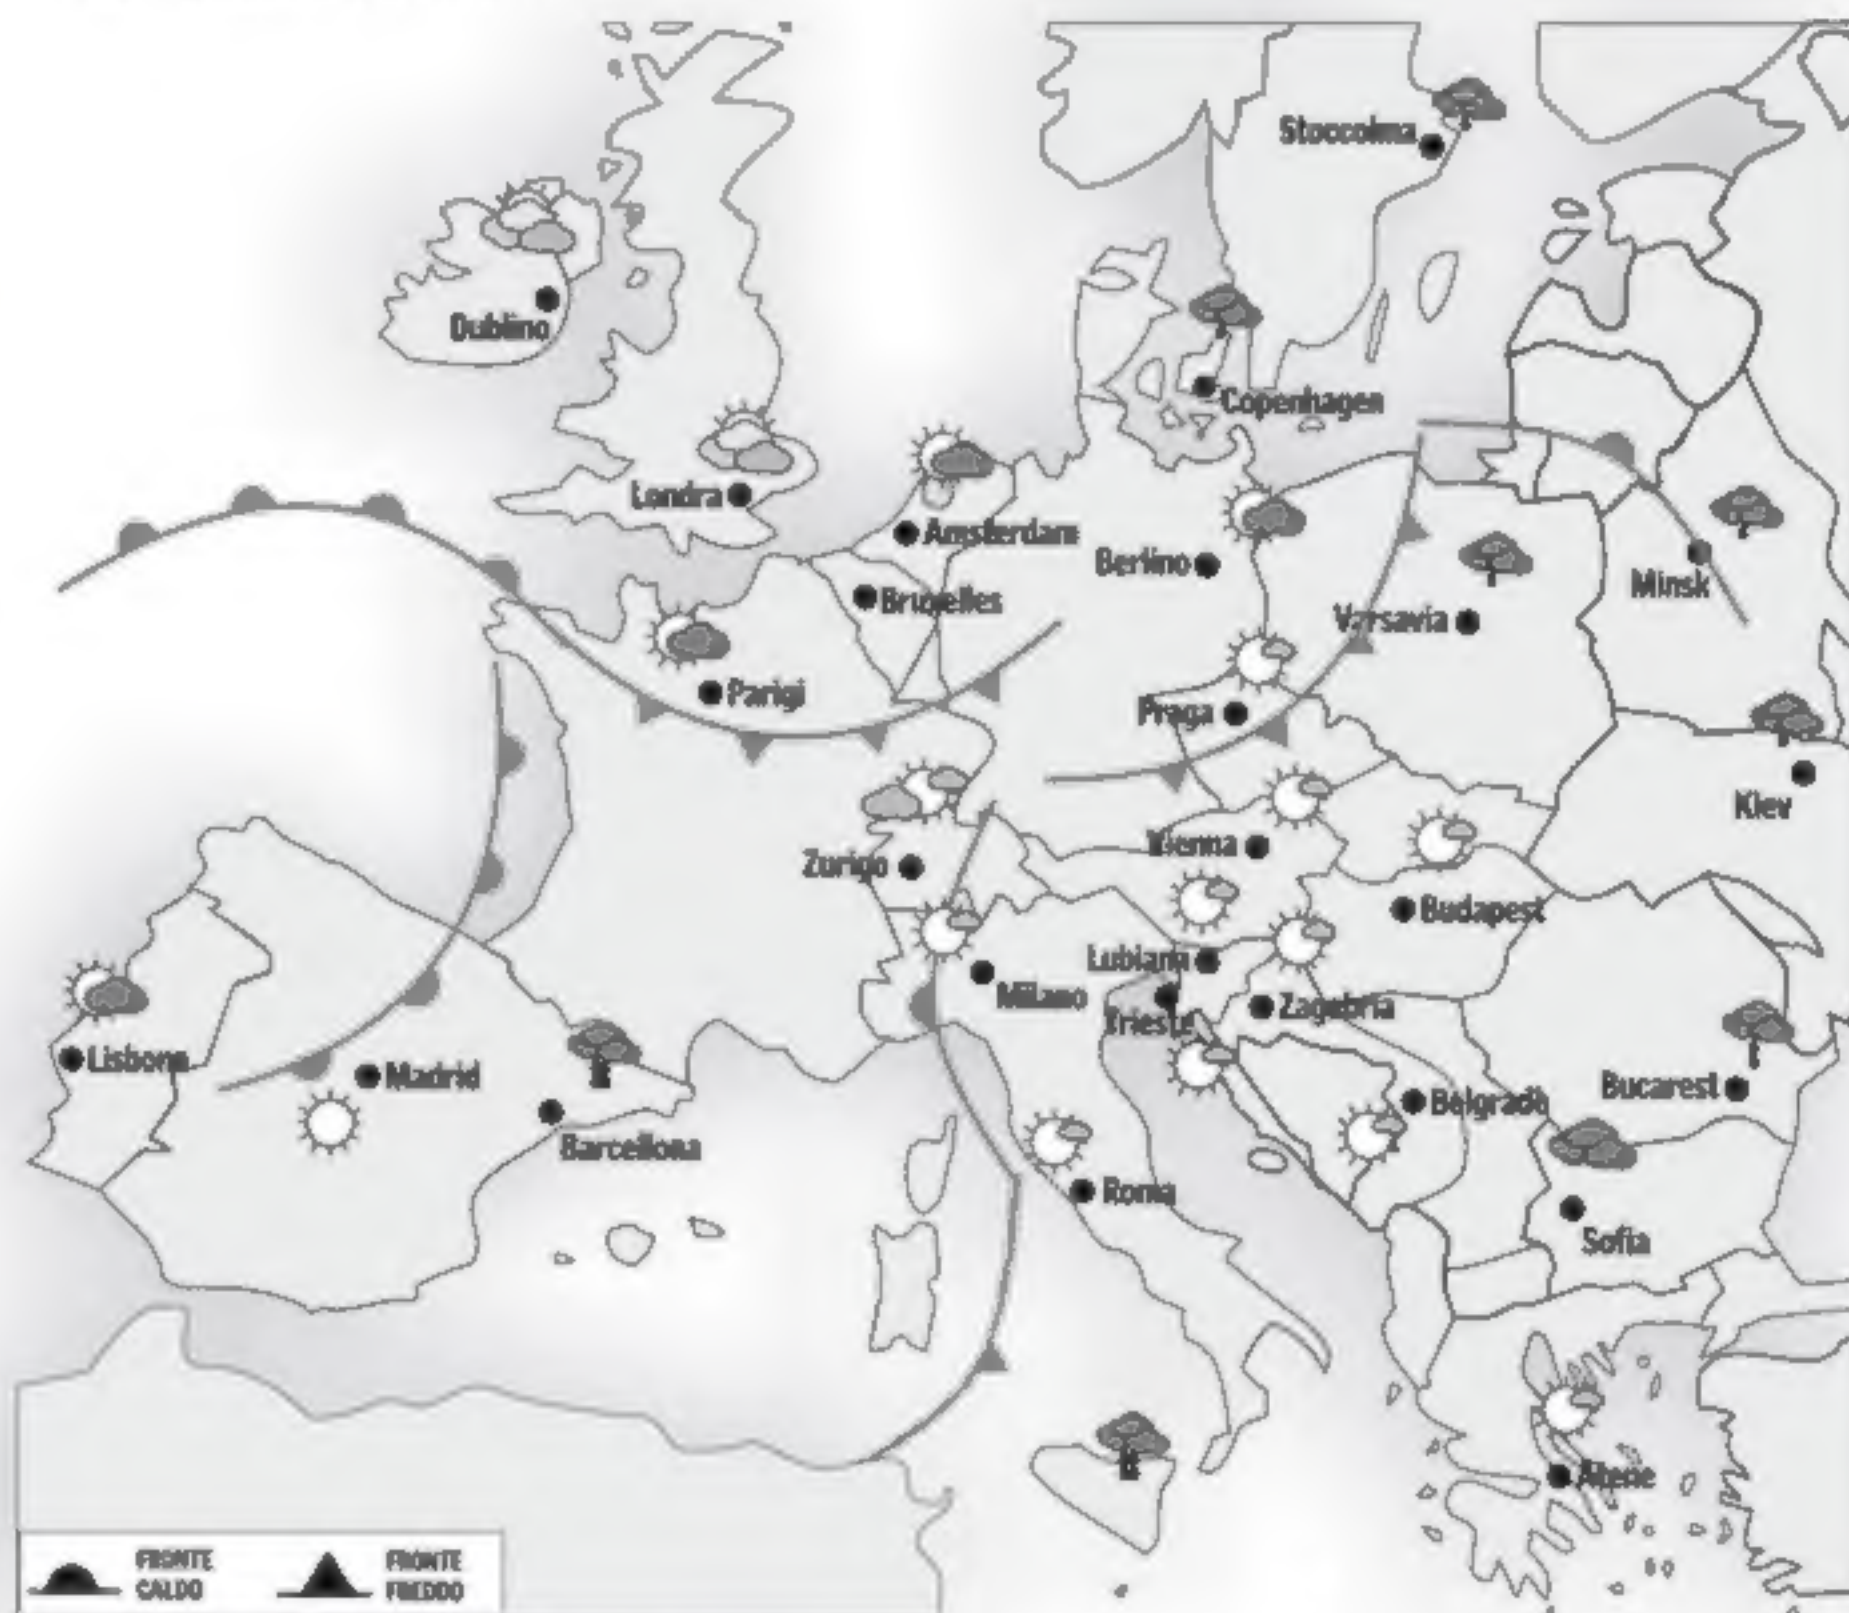 Stoccolma
Dublino
Copenhagen
Londra
Amsterdam
Berlino
Bruxelles
Minsk
Varsavia
Parigi
Praga
Kiev
Vienna
Zurigo
Budapest
Lubiana
Milano
Zagabria
Trieste
Lisbona
Madrid
Bucarest
Belgrado
Barcellona
Roma
Sofia
Atene
FRONTE
CALDO
FRONTE
FREDDO